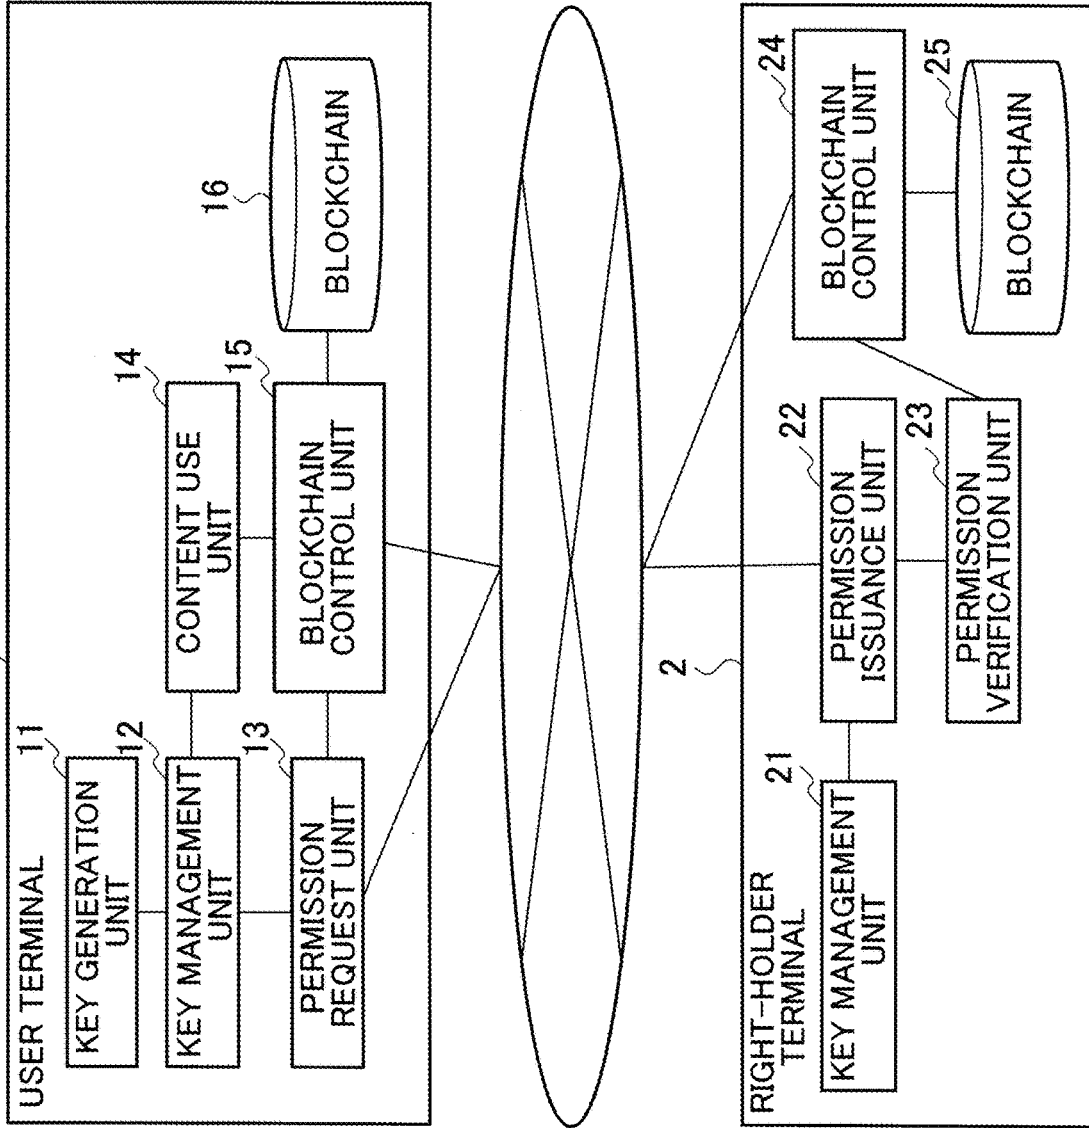 USER TERMINAL
11
KEY GENERATION
UNIT
12
KEY MANAGEMENT
UNIT
13
PERMISSION
REQUEST UNIT
14
CONTENT USE
UNIT
15
BLOCKCHAIN
CONTROL UNIT
16
BLOCKCHAIN
2
RIGHT-HOLDER
TERMINAL
21
KEY MANAGEMENT
UNIT
22
PERMISSION
ISSUANCE UNIT
23
PERMISSION
VERIFICATION UNIT
24
BLOCKCHAIN
CONTROL UNIT
25
BLOCKCHAIN